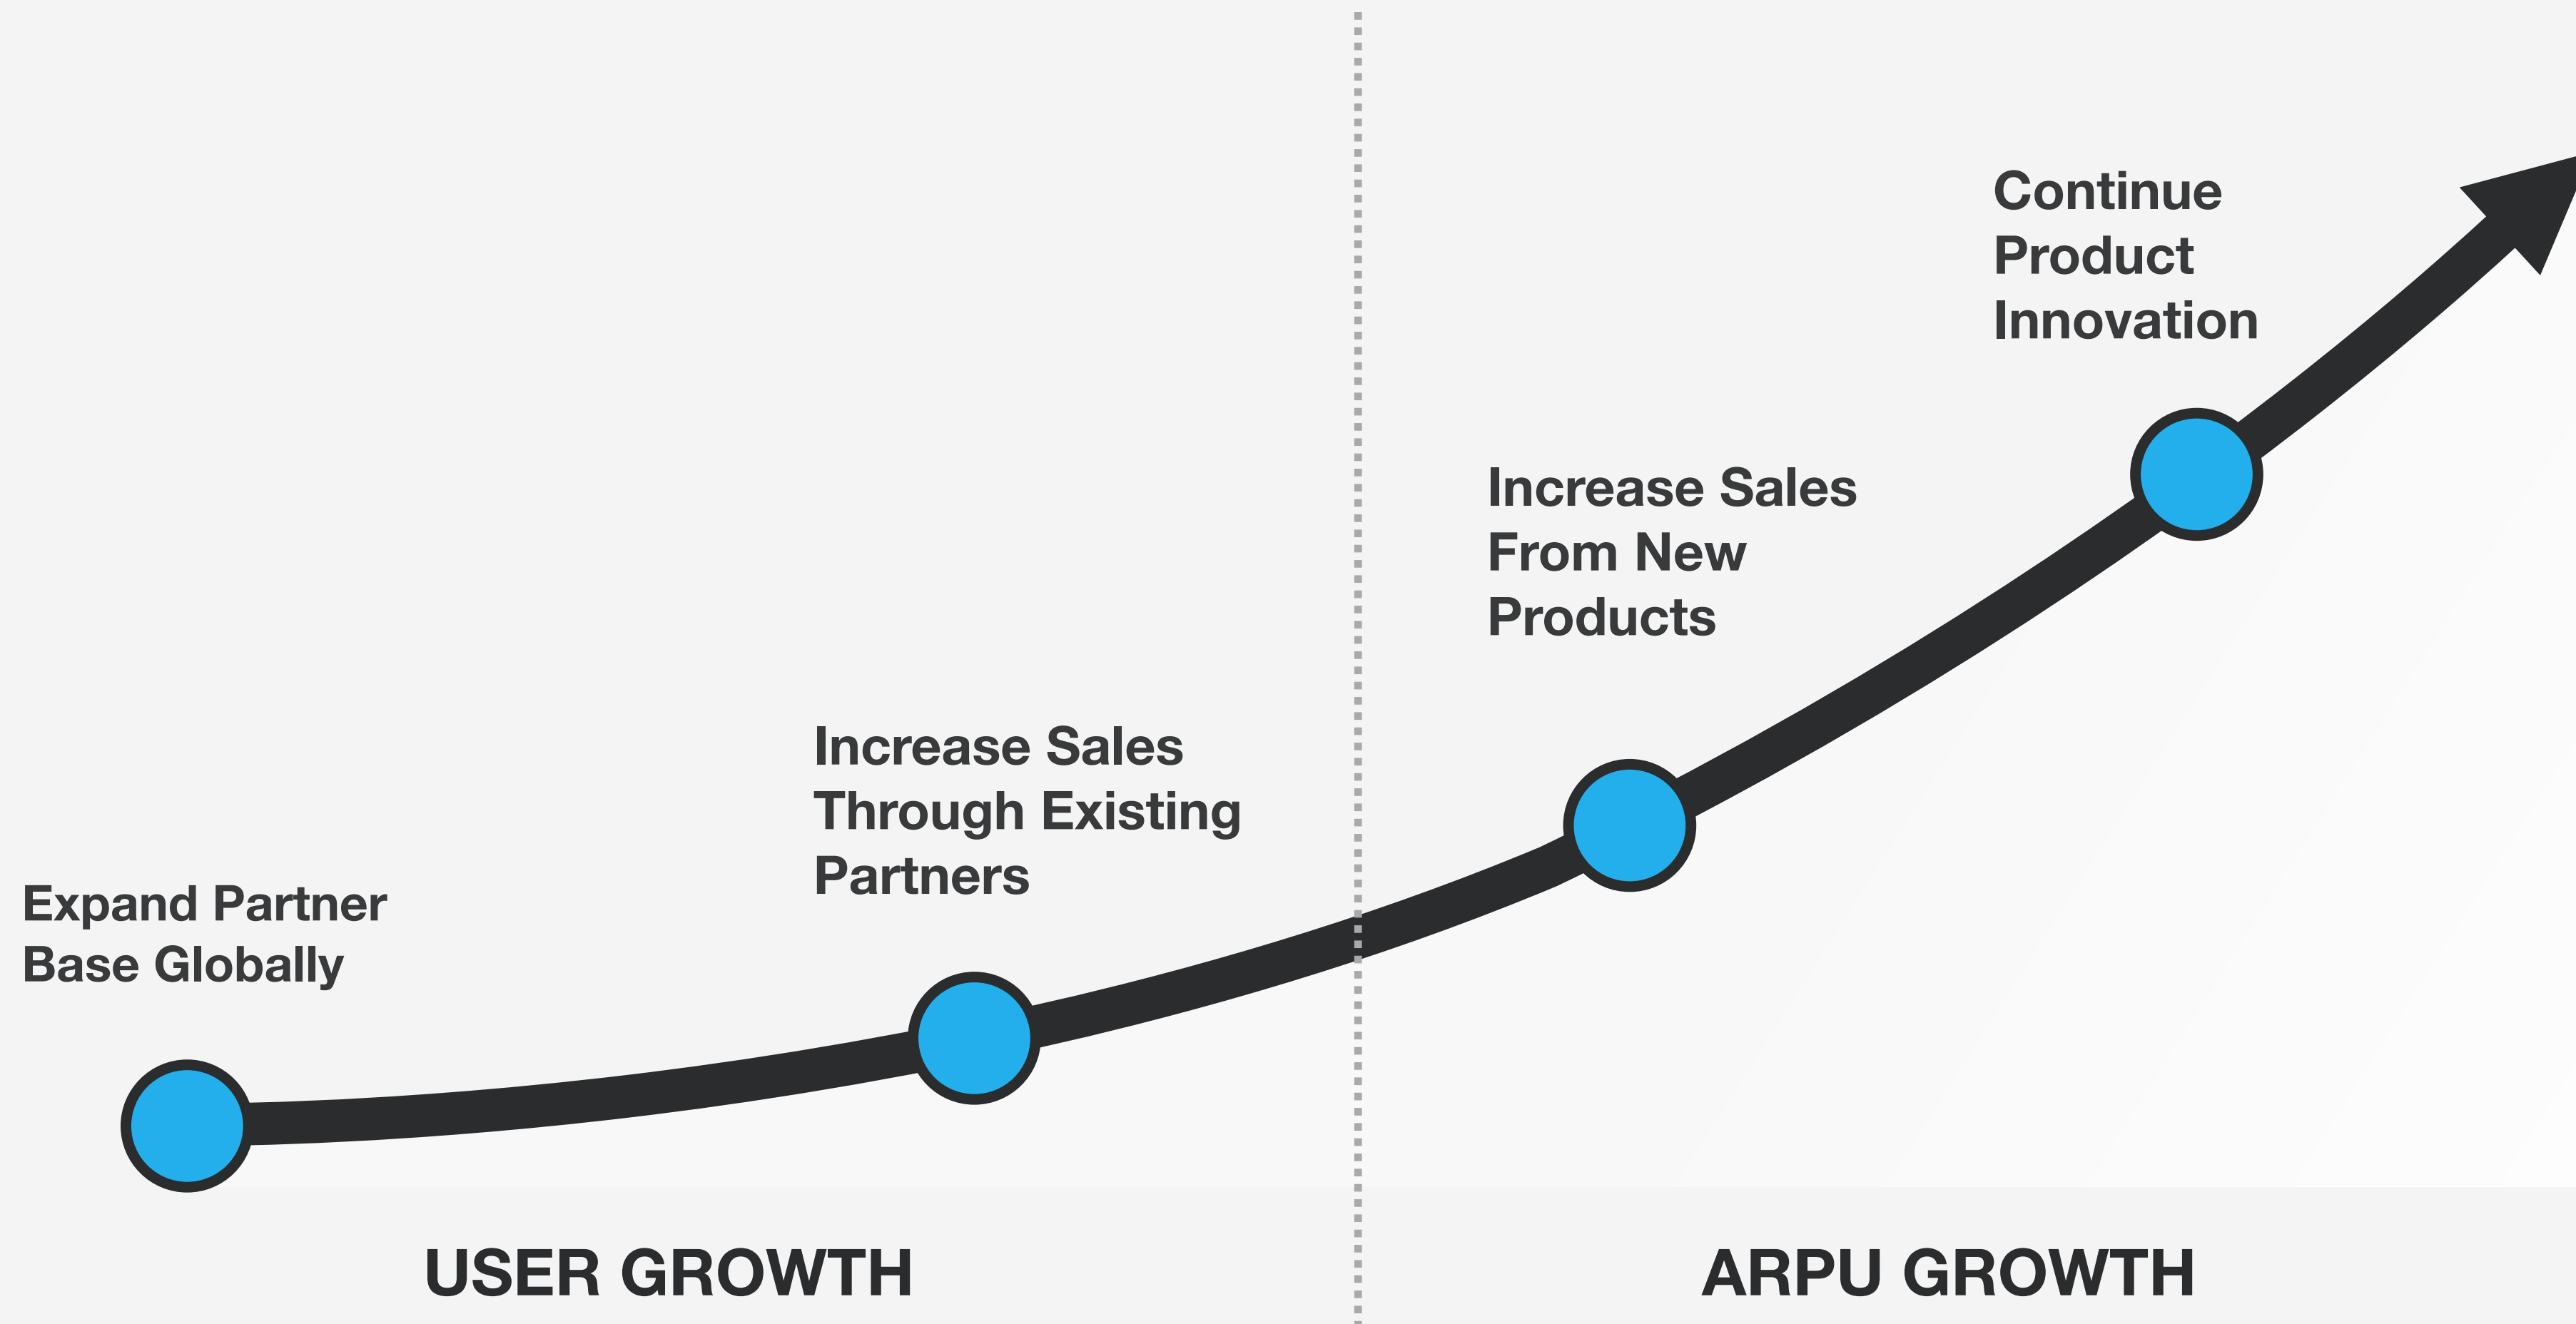 Expand Partner
Base Globally
Increase Sales
Through Existing
Partners
Increase Sales
From New
Products
Continue
Product
Innovation
USER GROWTH
ARPU GROWTH